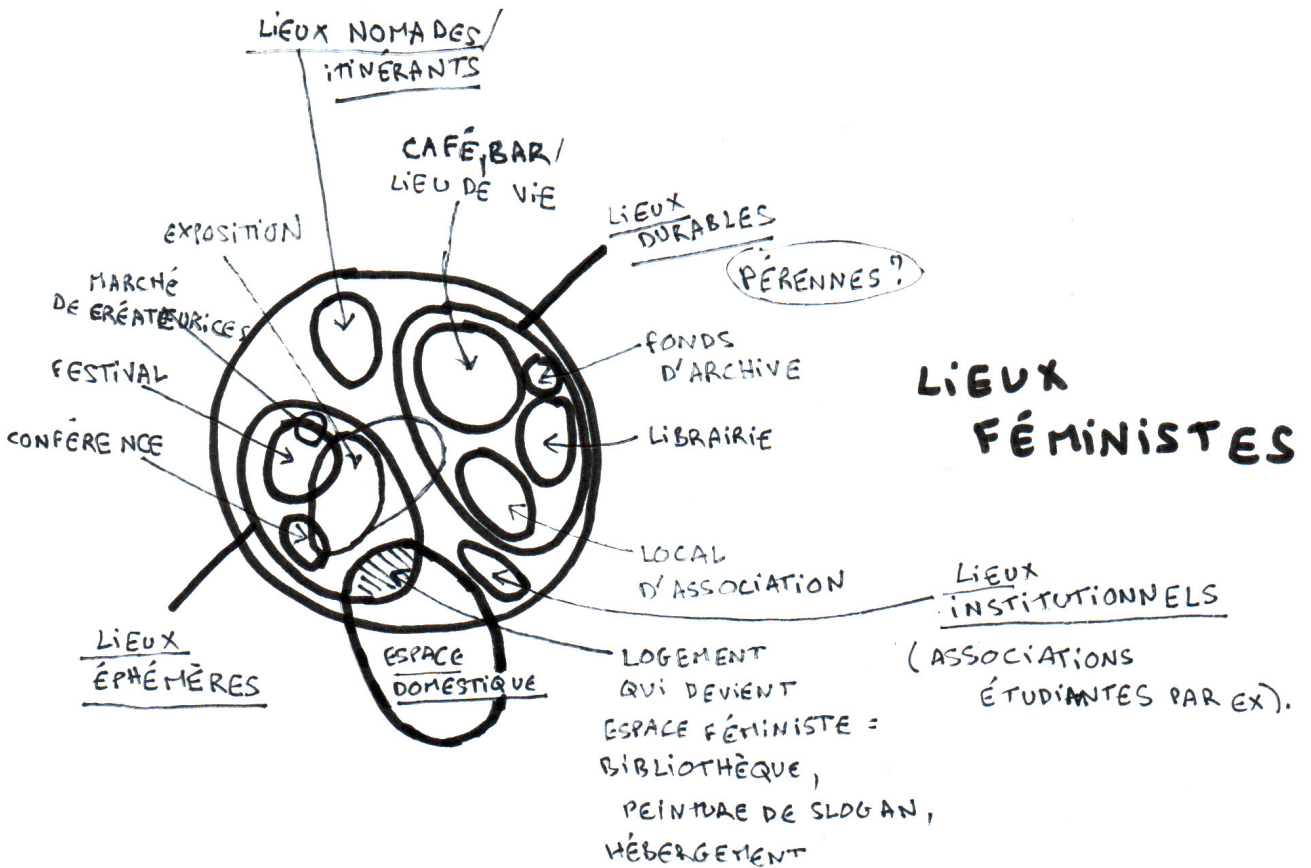 LIEUX NOMADES/
ITINÉRANTS
CAFÉ, BAR/
LIEU DE VIE
LIEUX
DURABLES
PÉRENNES ?
EXPOSITION
MARCHÉ
DE CRÉATEURICES
FESTIVAL
CONFÉRENCE
FONDS
D'ARCHIVE
LIBRAIRIE
LIEUX
FÉMINISTES
LOCAL
D'ASSOCIATION
LIEUX
INSTITUTIONNELS
(ASSOCIATIONS
ÉTUDIANTES PAR EX).
LIEUX
ÉPHÉMÈRES
ESPACE
DOMESTIQUE
LOGEMENT
QUI DEVIENT
ESPACE FÉMINISTE =
BIBLIOTHÈQUE,
PEINTURE DE SLOGAN,
HÉBERGEMENT